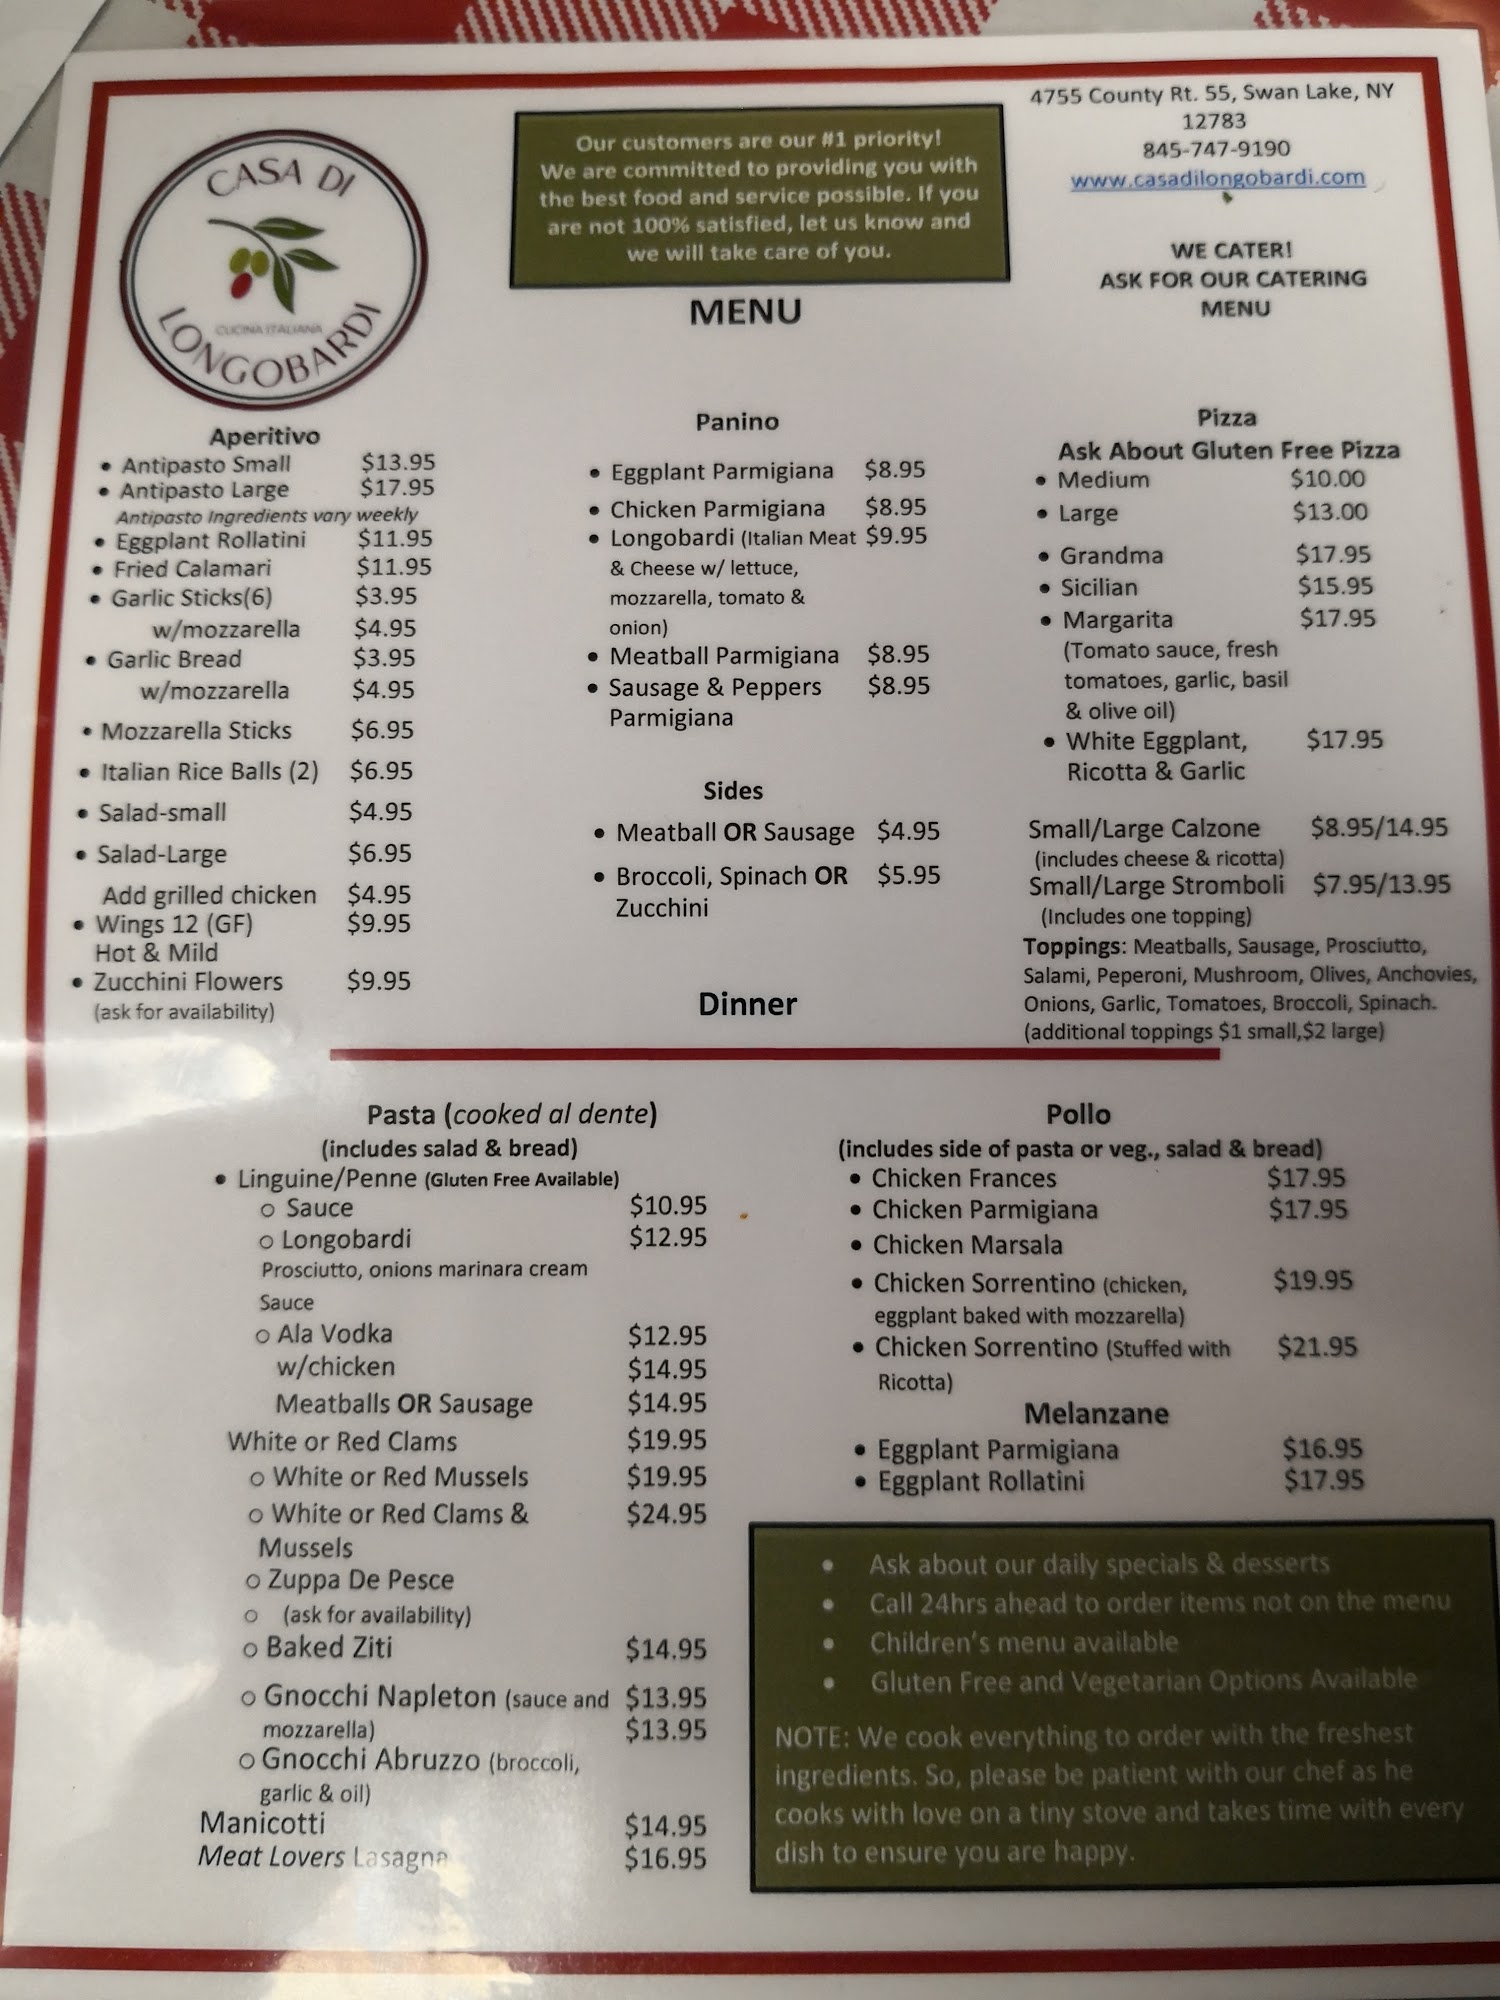 CASA DI
CUCINA ITALIANA
LONGOBARDI
Our customers are our #1 priority!
We are committed to providing you with
the best food and service possible. If you
are not 100% satisfied, let us know and
we will take care of you.
4755 County Rt. 55, Swan Lake, NY
12783
845-747-9190
www.casadilongobardi.com
WE CATER!
ASK FOR OUR CATERING
MENU
MENU
Aperitivo
• Antipasto Small $13.95
• Antipasto Large $17.95
Antipasto Ingredients vary weekly
• Eggplant Rollatini $11.95
• Fried Calamari $11.95
• Garlic Sticks(6) $3.95
w/mozzarella $4.95
• Garlic Bread $3.95
w/mozzarella $4.95
• Mozzarella Sticks $6.95
• Italian Rice Balls (2) $6.95
• Salad-small $4.95
• Salad-Large $6.95
Add grilled chicken $4.95
• Wings 12 (GF) $9.95
Hot & Mild
• Zucchini Flowers $9.95
(ask for availability)
Panino
• Eggplant Parmigiana $8.95
• Chicken Parmigiana $8.95
• Longobardi (Italian Meat $9.95
& Cheese w/ lettuce,
mozzarella, tomato &
onion)
• Meatball Parmigiana $8.95
• Sausage & Peppers $8.95
Parmigiana
Sides
• Meatball OR Sausage $4.95
• Broccoli, Spinach OR $5.95
Zucchini
Pizza
Ask About Gluten Free Pizza
• Medium $10.00
• Large $13.00
• Grandma $17.95
• Sicilian $15.95
• Margarita $17.95
(Tomato sauce, fresh
tomatoes, garlic, basil
& olive oil)
• White Eggplant, $17.95
Ricotta & Garlic
Small/Large Calzone $8.95/14.95
(includes cheese & ricotta)
Small/Large Stromboli $7.95/13.95
(Includes one topping)
Toppings: Meatballs, Sausage, Prosciutto,
Salami, Peperoni, Mushroom, Olives, Anchovies,
Onions, Garlic, Tomatoes, Broccoli, Spinach.
(additional toppings $1 small,$2 large)
Dinner
Pasta (cooked al dente)
(includes salad & bread)
• Linguine/Penne (Gluten Free Available)
o Sauce $10.95
o Longobardi $12.95
Prosciutto, onions marinara cream
Sauce
o Ala Vodka $12.95
w/chicken $14.95
Meatballs OR Sausage $14.95
White or Red Clams $19.95
o White or Red Mussels $19.95
o White or Red Clams & $24.95
Mussels
o Zuppa De Pesce
o (ask for availability)
o Baked Ziti $14.95
o Gnocchi Napleton (sauce and $13.95
mozzarella) $13.95
o Gnocchi Abruzzo (broccoli,
garlic & oil)
Manicotti $14.95
Meat Lovers Lasagna $16.95
Pollo
(includes side of pasta or veg., salad & bread)
• Chicken Frances $17.95
• Chicken Parmigiana $17.95
• Chicken Marsala
• Chicken Sorrentino (chicken, $19.95
eggplant baked with mozzarella)
• Chicken Sorrentino (Stuffed with $21.95
Ricotta)
Melanzane
• Eggplant Parmigiana $16.95
• Eggplant Rollatini $17.95
• Ask about our daily specials & desserts
• Call 24hrs ahead to order items not on the menu
• Children's menu available
• Gluten Free and Vegetarian Options Available
NOTE: We cook everything to order with the freshest
ingredients. So, please be patient with our chef as he
cooks with love on a tiny stove and takes time with every
dish to ensure you are happy.